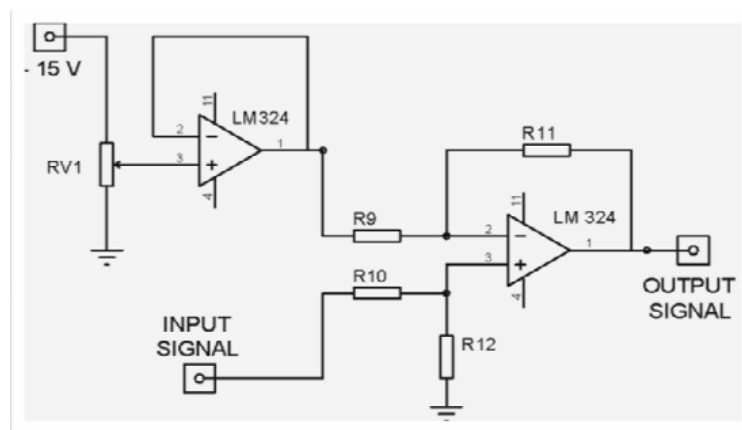 - 15 V
11
LM324
2
1
3
4
RV1
R11
R9
11
LM 324
2
1
3
4
R10
OUTPUT
SIGNAL
INPUT
SIGNAL
R12